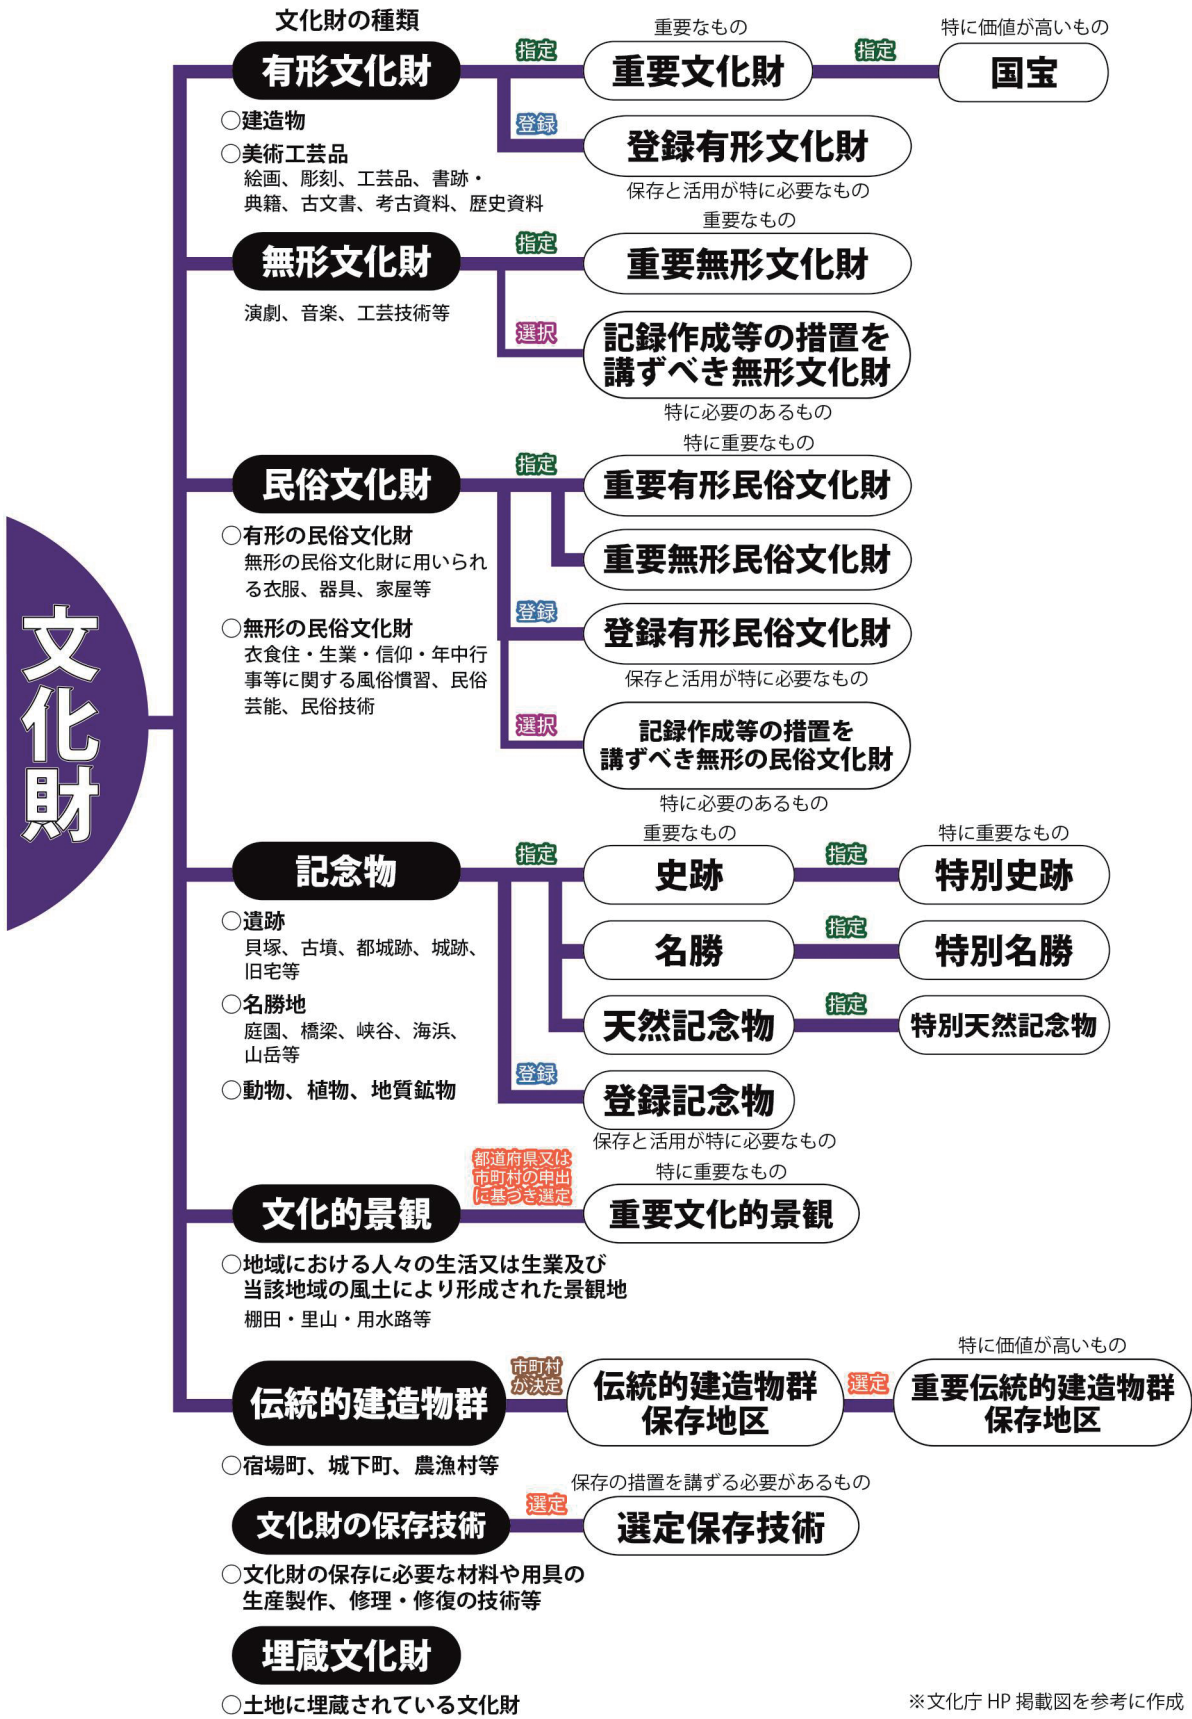 文化財の種類
文化財
有形文化財
指定
重要なもの
重要文化財
指定
特に価値が高いもの
国宝
○建造物
○美術工芸品
絵画、彫刻、工芸品、書跡・
典籍、古文書、考古資料、歴史資料
登録
登録有形文化財
保存と活用が特に必要なもの
無形文化財
演劇、音楽、工芸技術等
指定
重要なもの
重要無形文化財
選択
記録作成等の措置を
講ずべき無形文化財
特に必要のあるもの
民俗文化財
○有形の民俗文化財
無形の民俗文化財に用いられ
る衣服、器具、家屋等
○無形の民俗文化財
衣食住・生業・信仰・年中行
事等に関する風俗慣習、民俗
芸能、民俗技術
指定
特に重要なもの
重要有形民俗文化財
重要無形民俗文化財
登録
登録有形民俗文化財
保存と活用が特に必要なもの
選択
記録作成等の措置を
講ずべき無形の民俗文化財
特に必要のあるもの
記念物
○遺跡
貝塚、古墳、都城跡、城跡、
旧宅等
○名勝地
庭園、橋梁、峡谷、海浜、
山岳等
○動物、植物、地質鉱物
指定
重要なもの
史跡
指定
特に重要なもの
特別史跡
名勝
指定
特別名勝
天然記念物
指定
特別天然記念物
登録
登録記念物
保存と活用が特に必要なもの
文化的景観
都道府県又は
市町村の申出
に基づき選定
特に重要なもの
重要文化的景観
○地域における人々の生活又は生業及び
当該地域の風土により形成された景観地
棚田・里山・用水路等
伝統的建造物群
市町村
が決定
伝統的建造物群
保存地区
選定
特に価値が高いもの
重要伝統的建造物群
保存地区
○宿場町、城下町、農漁村等
文化財の保存技術
選定
保存の措置を講ずる必要があるもの
選定保存技術
○文化財の保存に必要な材料や用具の
生産製作、修理・修復の技術等
埋蔵文化財
○土地に埋蔵されている文化財
※文化庁 HP 掲載図を参考に作成